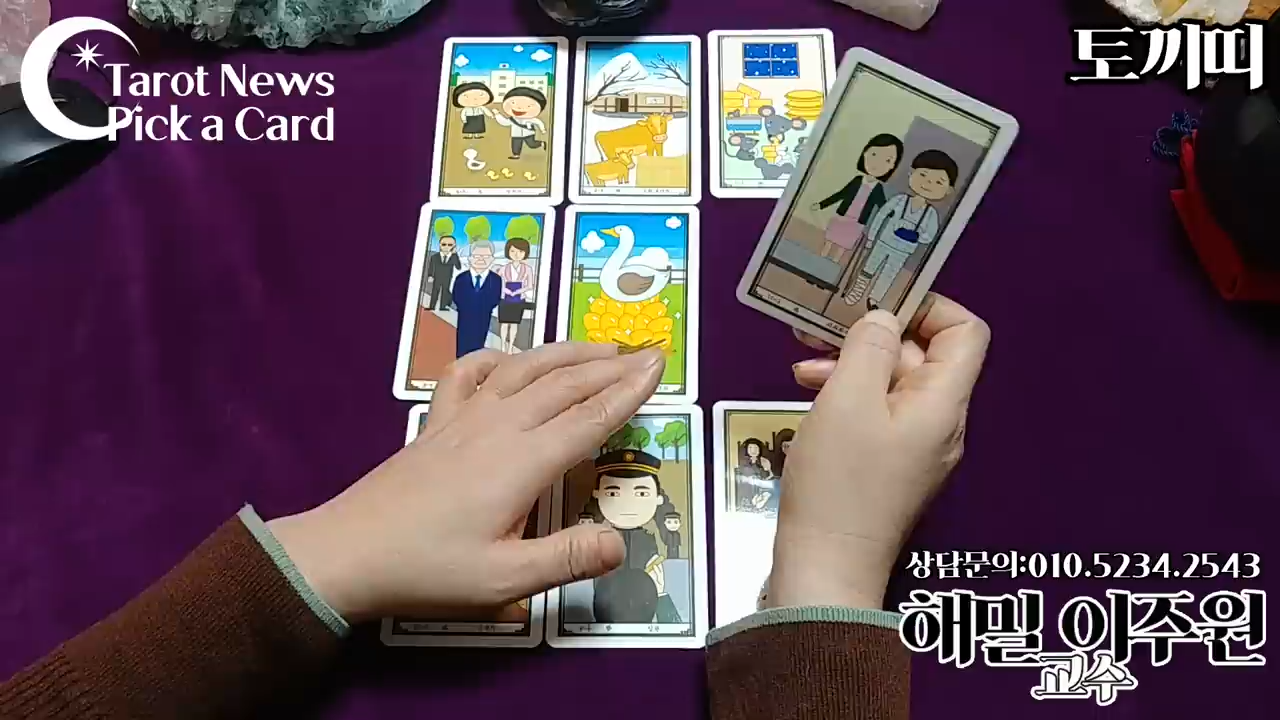 Tarot News
Pick a Card
토끼띠
상담문의:010.5234.2543
해밀 이주원
교수